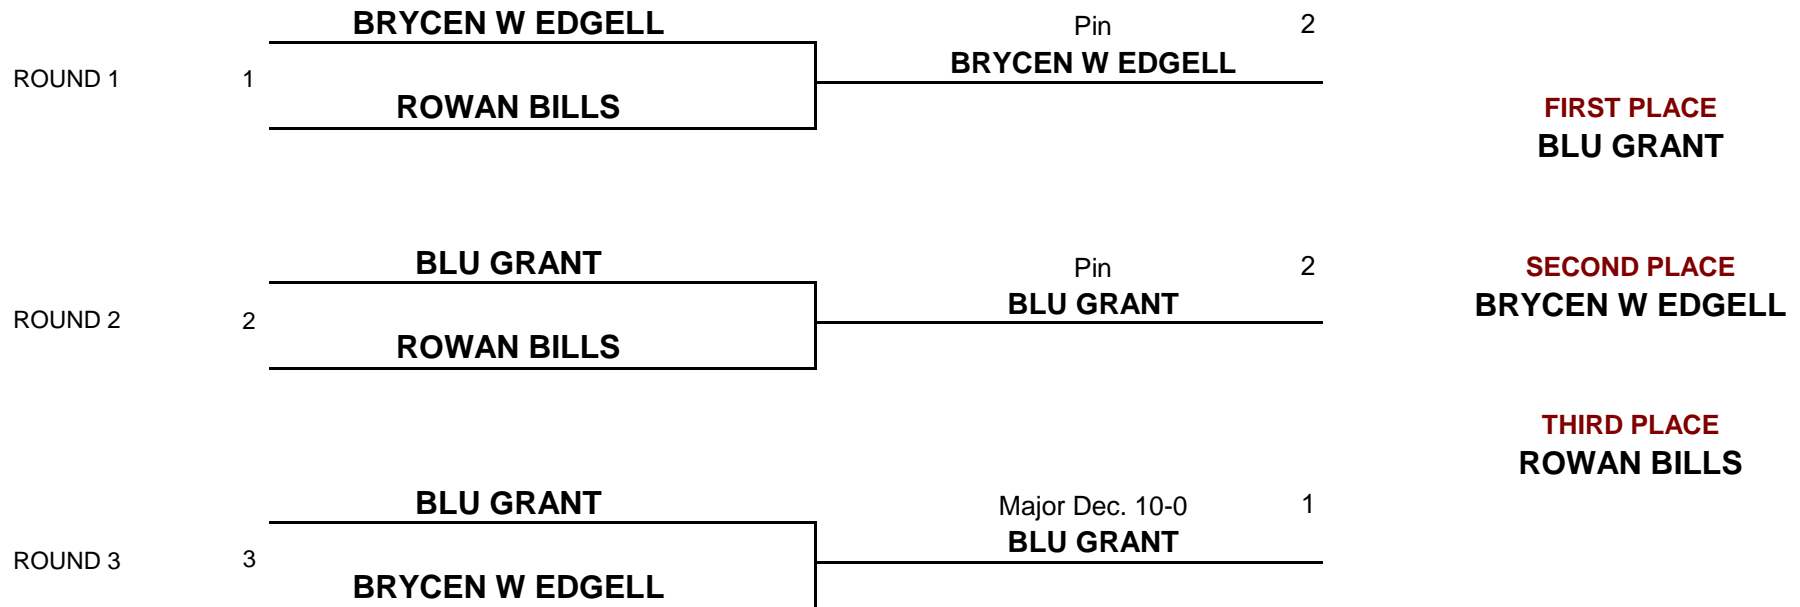 BRYCEN W EDGELL
Pin 2
BRYCEN W EDGELL
ROUND 1 1
ROWAN BILLS
FIRST PLACE
BLU GRANT
BLU GRANT
Pin 2
BLU GRANT
SECOND PLACE
BRYCEN W EDGELL
ROUND 2 2
ROWAN BILLS
THIRD PLACE
ROWAN BILLS
BLU GRANT
Major Dec. 10-0 1
BLU GRANT
ROUND 3 3
BRYCEN W EDGELL